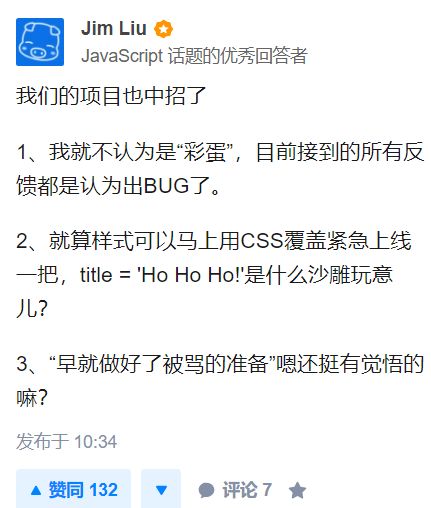 Jim Liu
JavaScript 话题的优秀回答者
我们的项目也中招了
1、我就不认为是“彩蛋”，目前接到的所有反
馈都是认为出BUG了。
2、就算样式可以马上用CSS覆盖紧急上线
一把，title = 'Ho Ho Ho!'是什么沙雕玩意
儿？
3、“早就做好了被骂的准备”嗯还挺有觉悟的
嘛？
发布于 10:34
赞同 132 评论 7